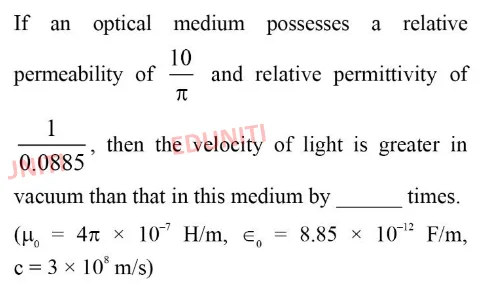 If an optical medium possesses a relative
permeability of 10/π and relative permittivity of
1/0.0885, then the velocity of light is greater in
vacuum than that in this medium by ______ times.
(μ₀ = 4π × 10⁻⁷ H/m, ∈₀ = 8.85 × 10⁻¹² F/m,
c = 3 × 10⁸ m/s)
EDUNITI
JNITI